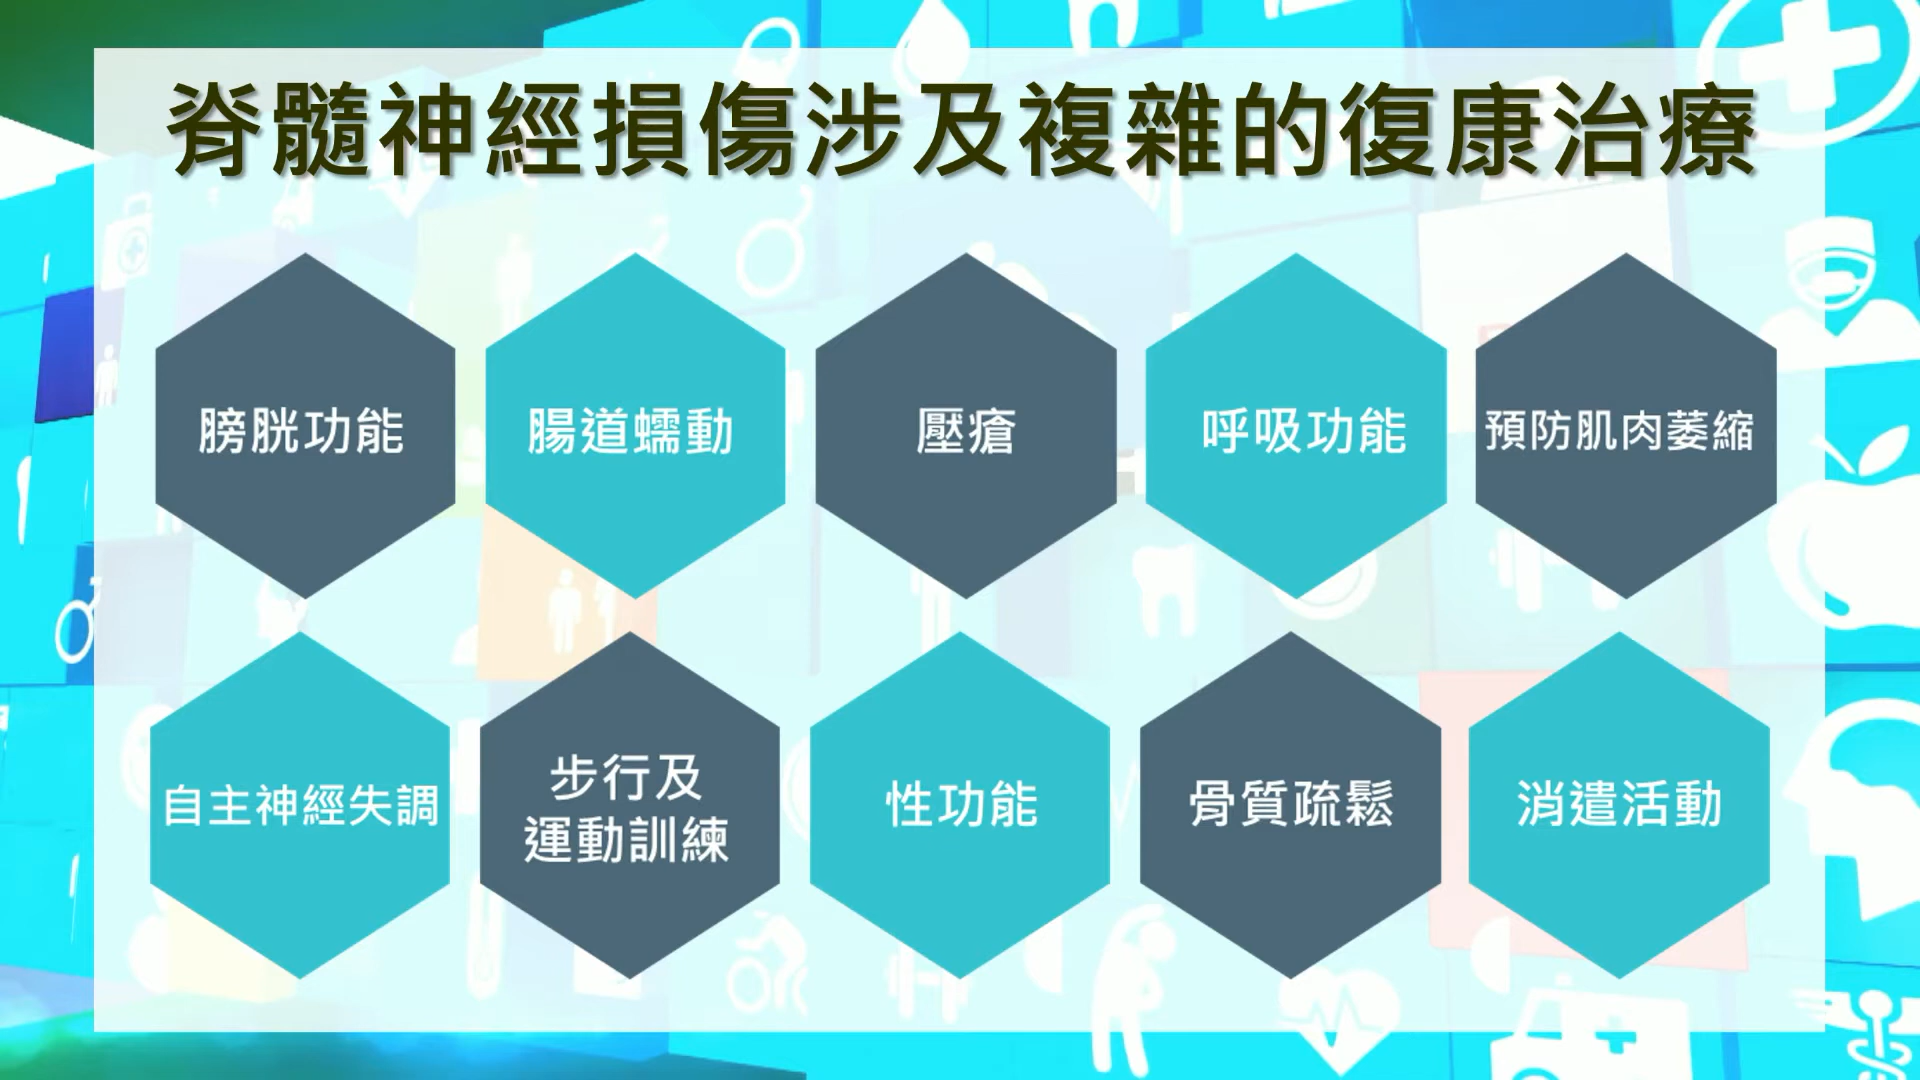 脊髓神經損傷涉及複雜的復康治療
膀胱功能
腸道蠕動
壓瘡
呼吸功能
預防肌肉萎縮
自主神經失調
步行及
運動訓練
性功能
骨質疏鬆
消遣活動